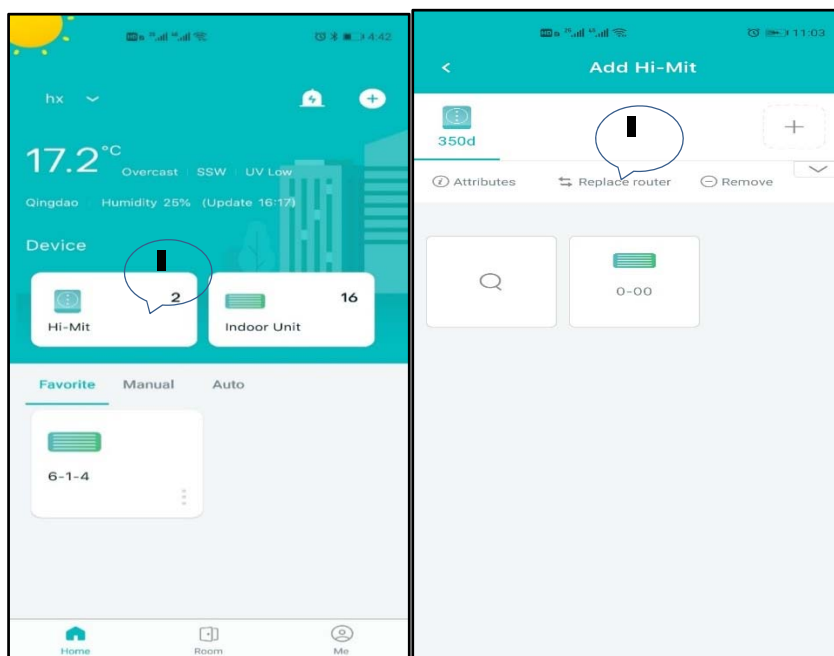 4:42
hx
17.2°C Overcast SSW UV Low
Qingdao Humidity 25% (Update 16:17)
Device
2
Hi-Mit
16
Indoor Unit
Favorite Manual Auto
6-1-4
Home Room Me
11:03
Add Hi-Mit
350d
Attributes Replace router Remove
0-00